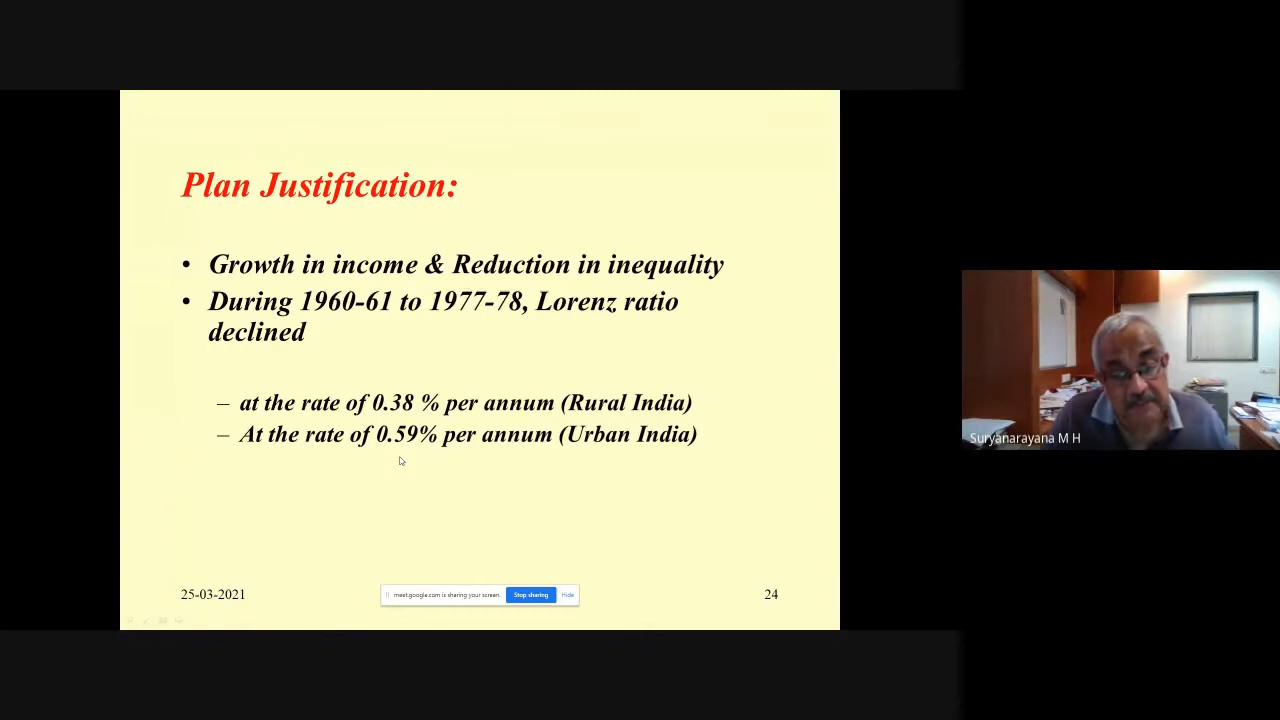 Plan Justification:
• Growth in income & Reduction in inequality
• During 1960-61 to 1977-78, Lorenz ratio
declined
– at the rate of 0.38 % per annum (Rural India)
– At the rate of 0.59% per annum (Urban India)
Suryanarayana M H
25-03-2021
meet.google.com is sharing your screen.
Stop sharing
Hide
24